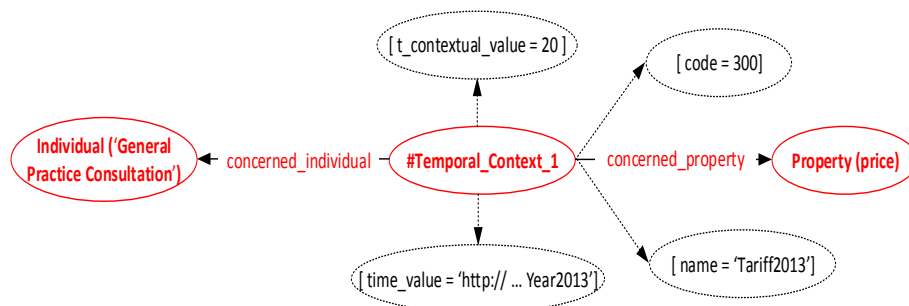 [ t_contextual_value = 20 ]
[ code = 300]
Individual (‘General
Practice Consultation’)
concerned_individual
#Temporal_Context_1
concerned_property
Property (price)
[ time_value = ‘http:// ... Year2013’]
[ name = ‘Tariff2013’]